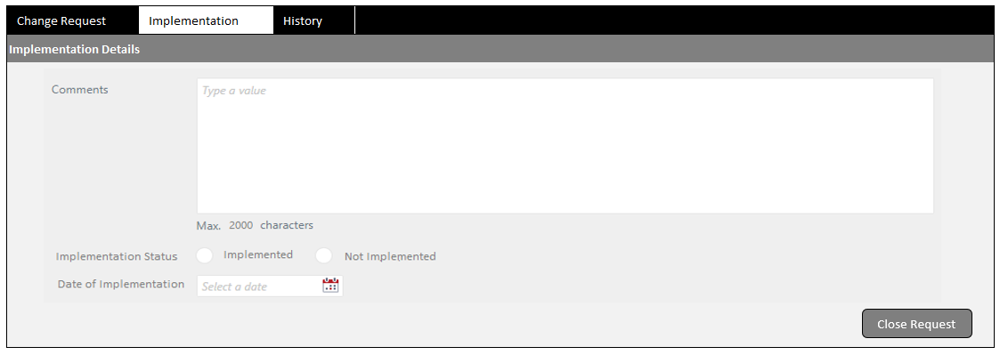 Change Request Implementation History
Implementation Details
Comments Type a value
Max. 2000 characters
Implementation Status Implemented Not Implemented
Date of Implementation Select a date
Close Request